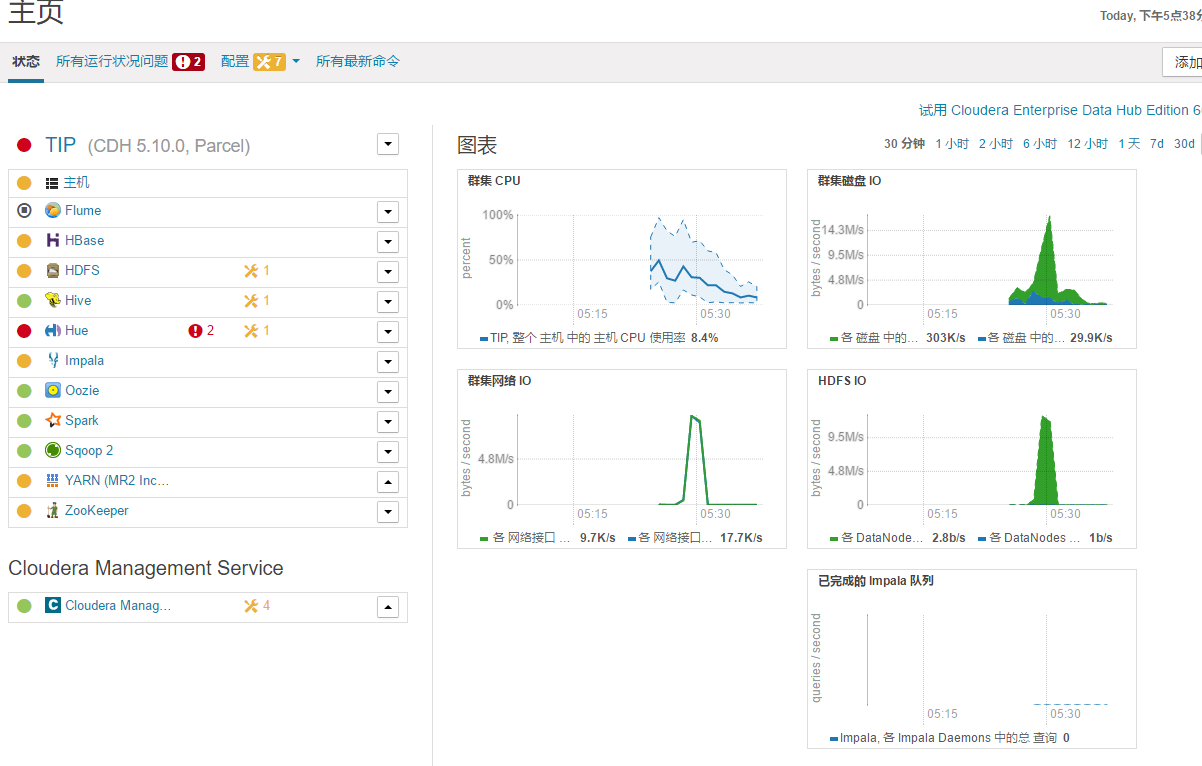 主页
Today, 下午5点38分
状态 所有运行状况问题 2 配置 7 所有最新命令
添加
试用 Cloudera Enterprise Data Hub Edition 6
TIP (CDH 5.10.0, Parcel)
主机
Flume
HBase
HDFS 1
Hive 1
Hue 2 1
Impala
Oozie
Spark
Sqoop 2
YARN (MR2 Inc...
ZooKeeper
Cloudera Management Service
Cloudera Manag... 4
图表
30 分钟 1 小时 2 小时 6 小时 12 小时 1 天 7d 30d
群集 CPU
percent
100%
50%
0%
05:15 05:30
TIP, 整个 主机 中的 主机 CPU 使用率 8.4%
群集磁盘 IO
bytes / second
14.3M/s
9.5M/s
4.8M/s
0
05:15 05:30
各 磁盘 中的... 303K/s 各 磁盘 中的... 29.9K/s
群集网络 IO
bytes / second
4.8M/s
0
05:15 05:30
各 网络接口 ... 9.7K/s 各 网络接口... 17.7K/s
HDFS IO
bytes / second
9.5M/s
4.8M/s
0
05:15 05:30
各 DataNode... 2.8b/s 各 DataNodes ... 1b/s
已完成的 Impala 队列
queries / second
05:15 05:30
Impala, 各 Impala Daemons 中的总 查询 0